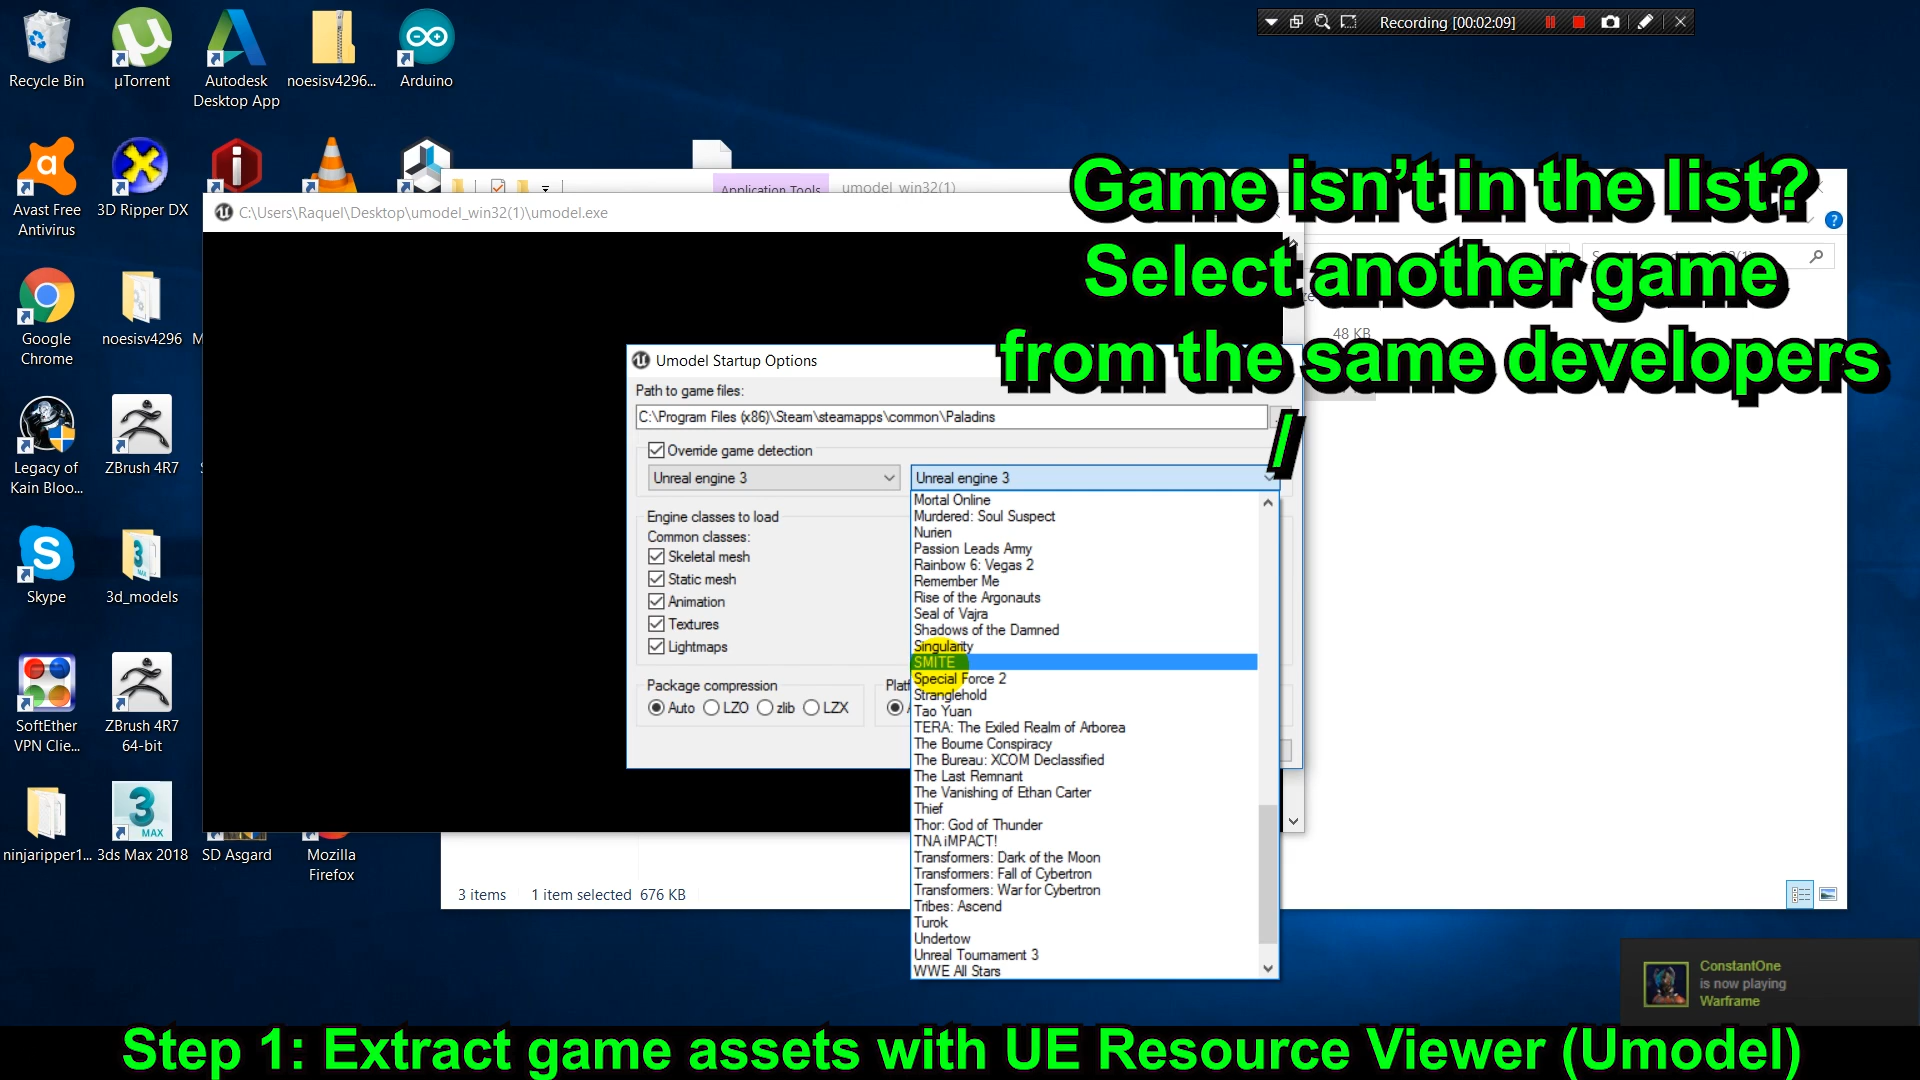 Recording [00:02:09]
Recycle Bin
µTorrent
Autodesk
Desktop App
noesisv4296...
Arduino
Avast Free
Antivirus
3D Ripper DX
Google
Chrome
noesisv4296
M
Legacy of
Kain Bloo...
ZBrush 4R7
Skype
3d_models
SoftEther
VPN Clie...
ZBrush 4R7
64-bit
ninjaripper1...
3ds Max 2018
SD Asgard
Mozilla
Firefox
Application Tools
umodel_win32(1)
C:\Users\Raquel\Desktop\umodel_win32(1)\umodel.exe
Game isn’t in the list?
Select another game
from the same developers
/
48 KB
Umodel Startup Options
Path to game files:
C:\Program Files (x86)\Steam\steamapps\common\Paladins
Override game detection
Unreal engine 3
Unreal engine 3
Engine classes to load
Common classes:
Skeletal mesh
Static mesh
Animation
Textures
Lightmaps
Package compression
Auto LZO zlib LZX
Mortal Online
Murdered: Soul Suspect
Nurien
Passion Leads Army
Rainbow 6: Vegas 2
Remember Me
Rise of the Argonauts
Seal of Vajra
Shadows of the Damned
Singularity
SMITE
Special Force 2
Stranglehold
Tao Yuan
TERA: The Exiled Realm of Arborea
The Bourne Conspiracy
The Bureau: XCOM Declassified
The Last Remnant
The Vanishing of Ethan Carter
Thief
Thor: God of Thunder
TNA iMPACT!
Transformers: Dark of the Moon
Transformers: Fall of Cybertron
Transformers: War for Cybertron
Tribes: Ascend
Turok
Undertow
Unreal Tournament 3
WWE All Stars
3 items
1 item selected 676 KB
ConstantOne
is now playing
Warframe
Step 1: Extract game assets with UE Resource Viewer (Umodel)